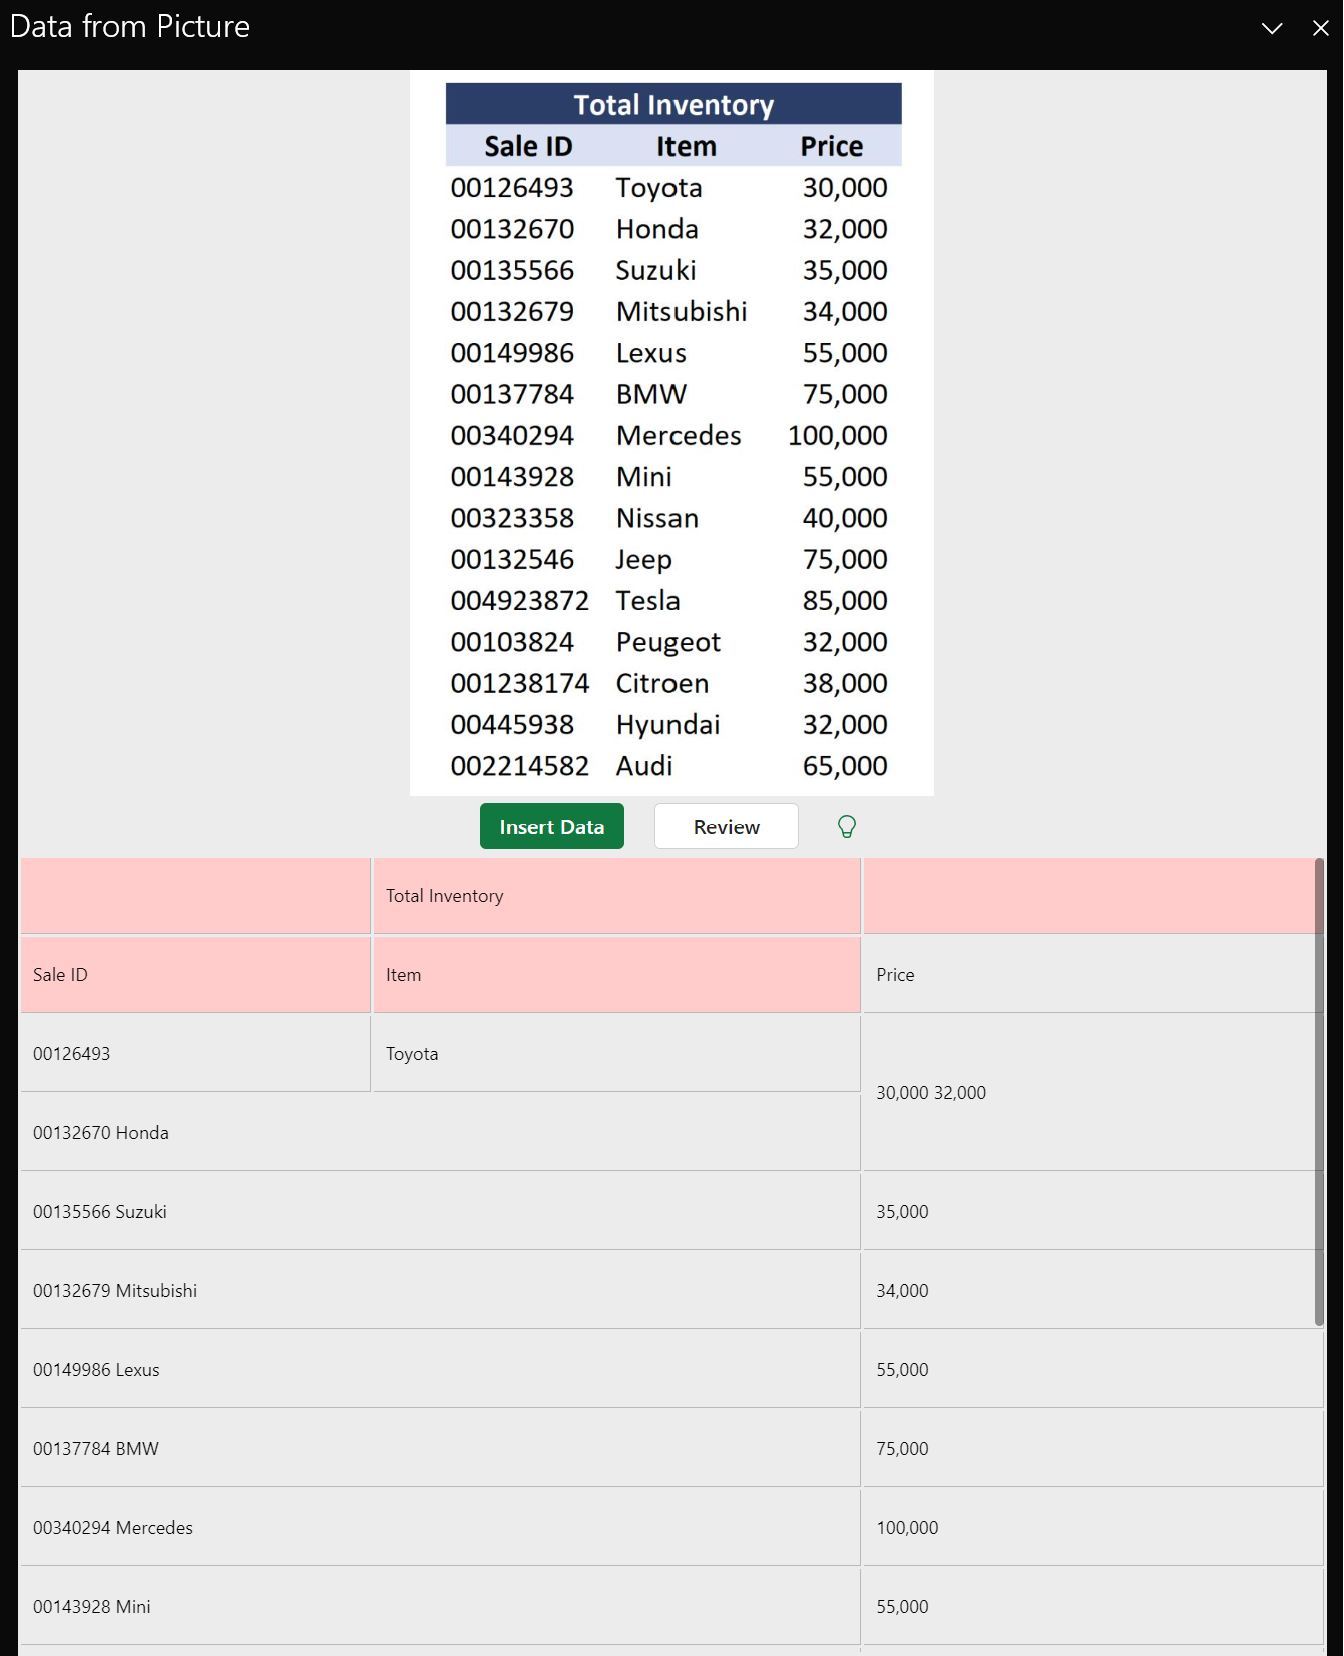 Data from Picture
Total Inventory
Sale ID Item Price
00126493 Toyota 30,000
00132670 Honda 32,000
00135566 Suzuki 35,000
00132679 Mitsubishi 34,000
00149986 Lexus 55,000
00137784 BMW 75,000
00340294 Mercedes 100,000
00143928 Mini 55,000
00323358 Nissan 40,000
00132546 Jeep 75,000
004923872 Tesla 85,000
00103824 Peugeot 32,000
001238174 Citroen 38,000
00445938 Hyundai 32,000
002214582 Audi 65,000
Insert Data Review
Total Inventory
Sale ID Item Price
00126493 Toyota
30,000 32,000
00132670 Honda
00135566 Suzuki 35,000
00132679 Mitsubishi 34,000
00149986 Lexus 55,000
00137784 BMW 75,000
00340294 Mercedes 100,000
00143928 Mini 55,000